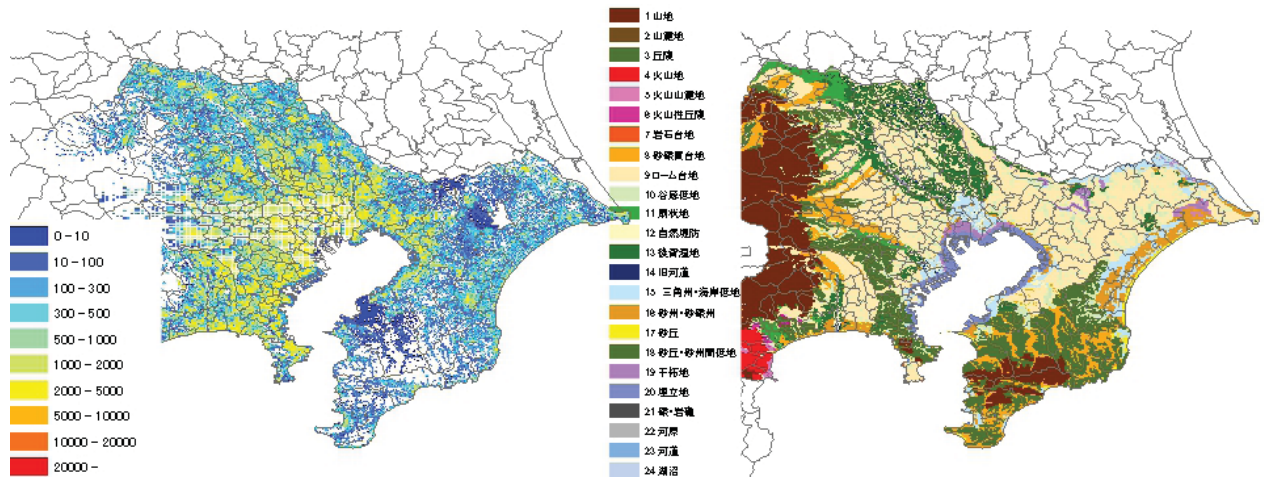 0-10
10-100
100-300
300-500
500-1000
1000-2000
2000-5000
5000-10000
10000-20000
20000-
1 山地
2 山麓地
3 丘陵
4 火山地
5 火山山麓地
6 火山性丘陵
7 岩石台地
8 砂礫質台地
9 ローム台地
10 谷底低地
11 扇状地
12 自然堤防
13 後背湿地
14 旧河道
15 三角州・海岸低地
16 砂州・砂礫州
17 砂丘
18 砂丘・砂州間低地
19 干拓地
20 埋立地
21 磯・岩礁
22 河原
23 河道
24 湖沼